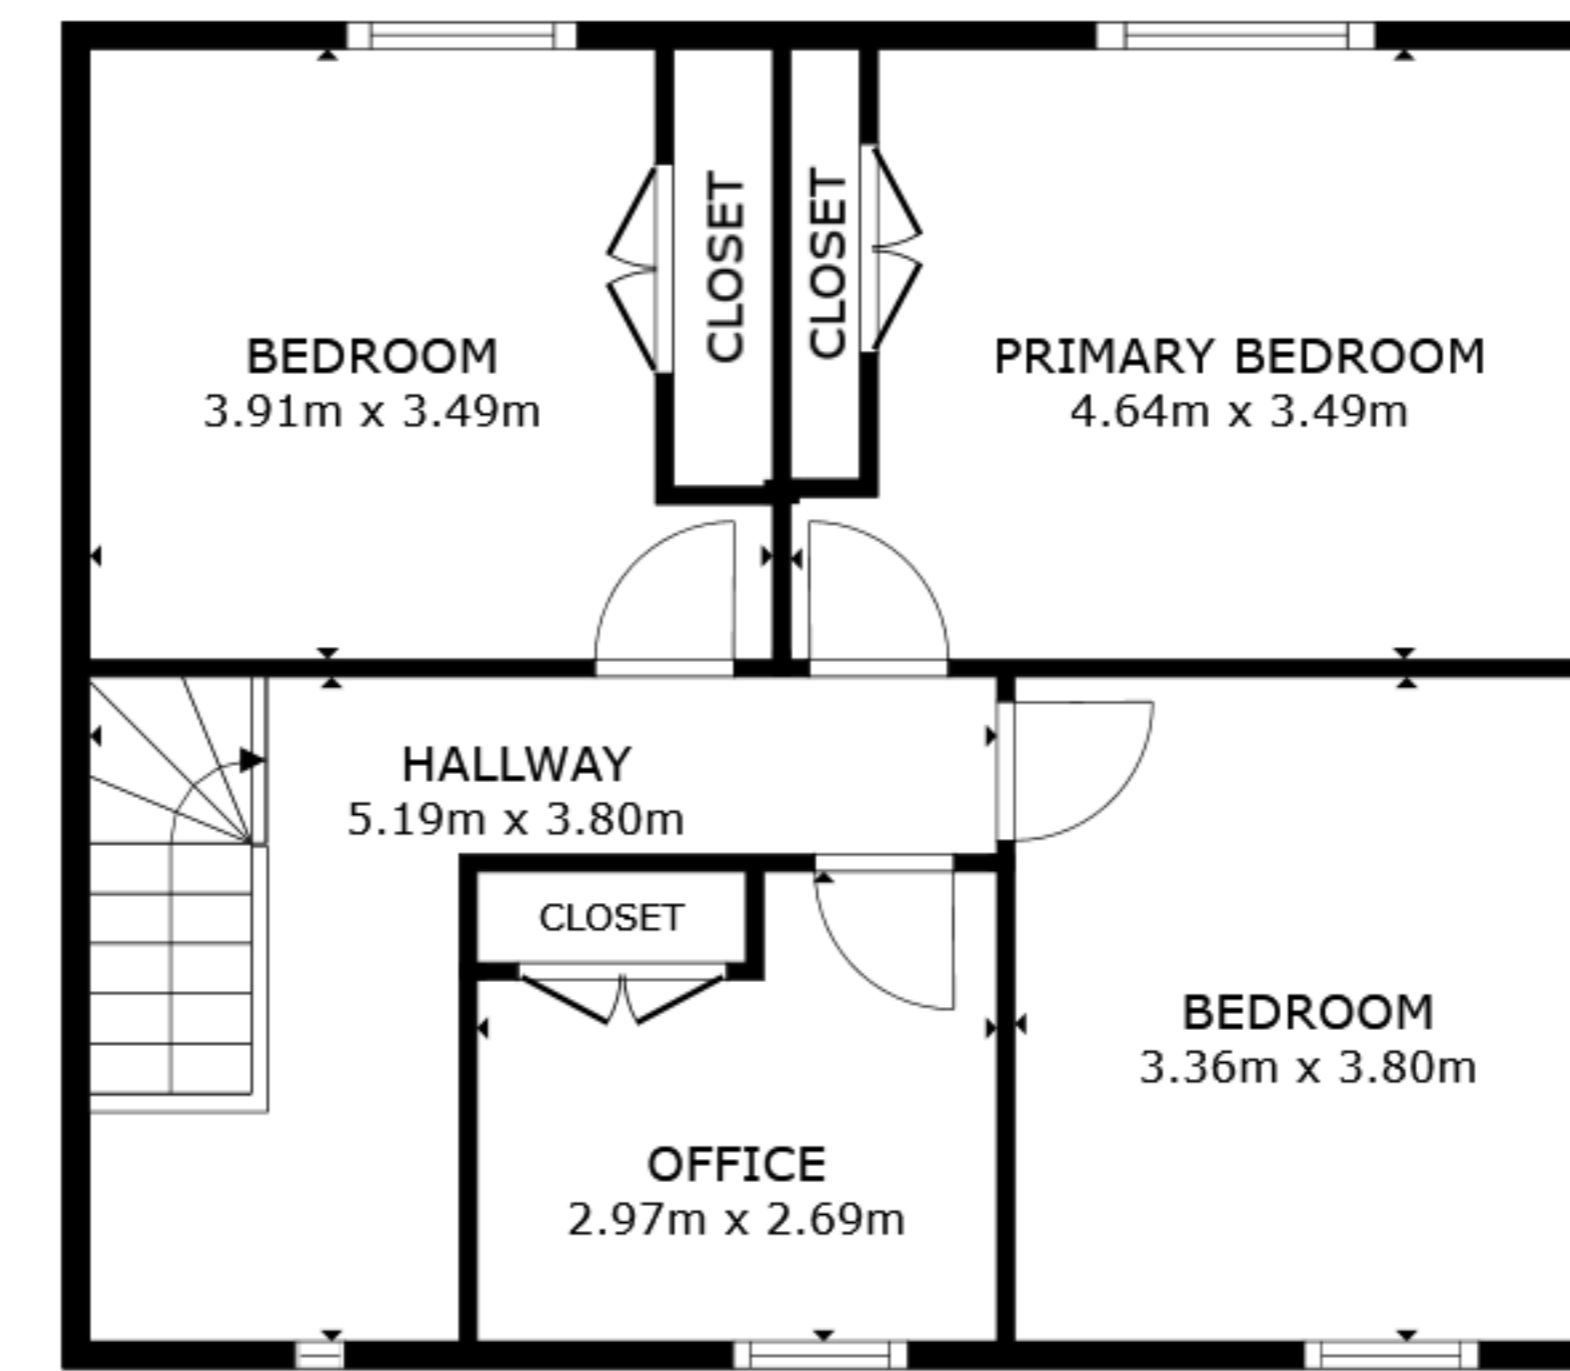 BEDROOM
3.91m x 3.49m
CLOSET
CLOSET
PRIMARY BEDROOM
4.64m x 3.49m
HALLWAY
5.19m x 3.80m
CLOSET
BEDROOM
3.36m x 3.80m
OFFICE
2.97m x 2.69m